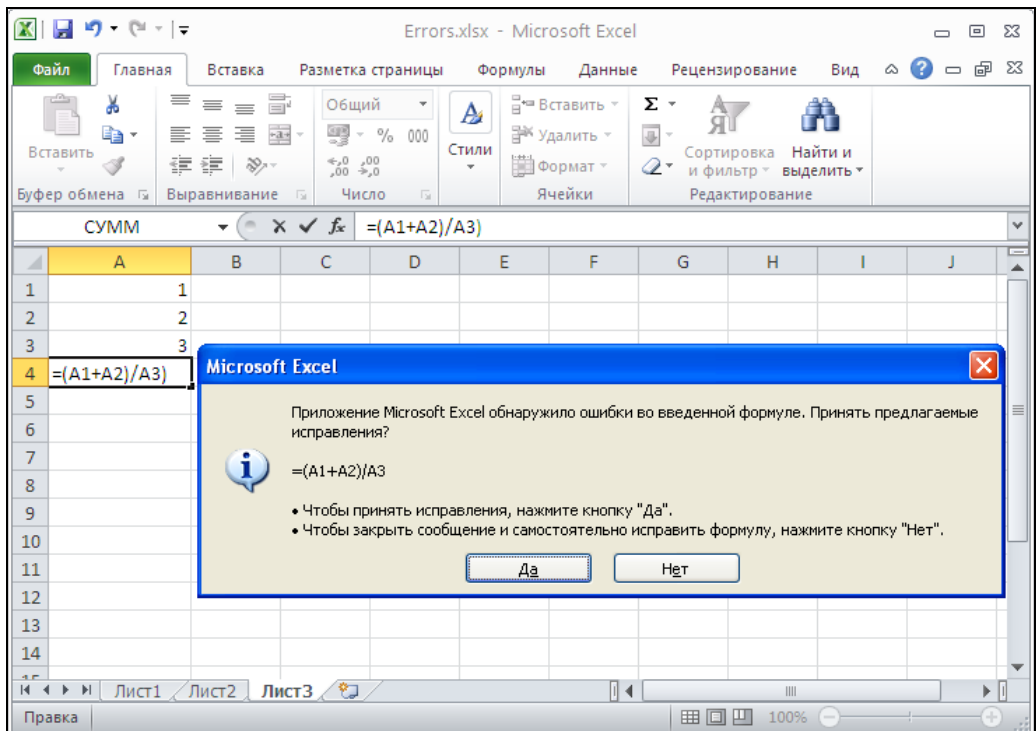 Errors.xlsx - Microsoft Excel
Файл Главная Вставка Разметка страницы Формулы Данные Рецензирование Вид
Вставить
Общий
% 000
Стили
Вставить
Удалить
Формат
Σ
Сортировка и фильтр
Найти и выделить
Буфер обмена Выравнивание Число Ячейки Редактирование
СУММ fx =(A1+A2)/A3)
A B C D E F G H I J
1 1
2 2
3 3
4 =(A1+A2)/A3)
5
6
7
8
9
10
11
12
13
14
15
Microsoft Excel
Приложение Microsoft Excel обнаружило ошибки во введенной формуле. Принять предлагаемые
исправления?
=(A1+A2)/A3
• Чтобы принять исправления, нажмите кнопку "Да".
• Чтобы закрыть сообщение и самостоятельно исправить формулу, нажмите кнопку "Нет".
Да Нет
Лист1 Лист2 Лист3
Правка 100%